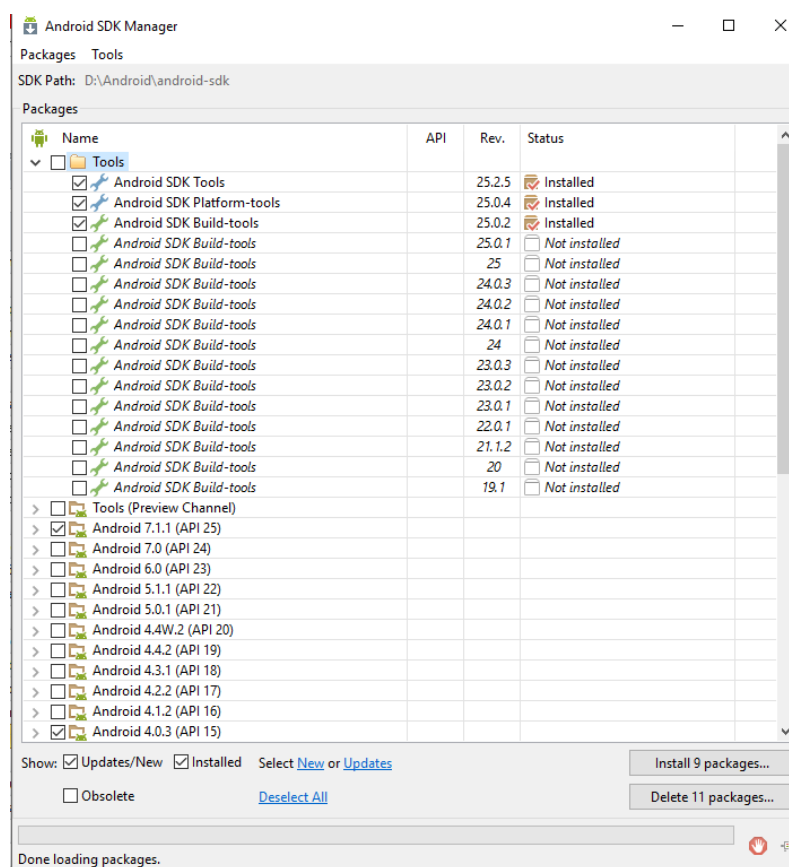 Android SDK Manager
Packages Tools
SDK Path: D:\Android\android-sdk
Packages
Name API Rev. Status
Tools
Android SDK Tools 25.2.5 Installed
Android SDK Platform-tools 25.0.4 Installed
Android SDK Build-tools 25.0.2 Installed
Android SDK Build-tools 25.0.1 Not installed
Android SDK Build-tools 25 Not installed
Android SDK Build-tools 24.0.3 Not installed
Android SDK Build-tools 24.0.2 Not installed
Android SDK Build-tools 24.0.1 Not installed
Android SDK Build-tools 24 Not installed
Android SDK Build-tools 23.0.3 Not installed
Android SDK Build-tools 23.0.2 Not installed
Android SDK Build-tools 23.0.1 Not installed
Android SDK Build-tools 22.0.1 Not installed
Android SDK Build-tools 21.1.2 Not installed
Android SDK Build-tools 20 Not installed
Android SDK Build-tools 19.1 Not installed
Tools (Preview Channel)
Android 7.1.1 (API 25)
Android 7.0 (API 24)
Android 6.0 (API 23)
Android 5.1.1 (API 22)
Android 5.0.1 (API 21)
Android 4.4W.2 (API 20)
Android 4.4.2 (API 19)
Android 4.3.1 (API 18)
Android 4.2.2 (API 17)
Android 4.1.2 (API 16)
Android 4.0.3 (API 15)
Show: Updates/New Installed Select New or Updates Install 9 packages...
Obsolete Deselect All Delete 11 packages...
Done loading packages.